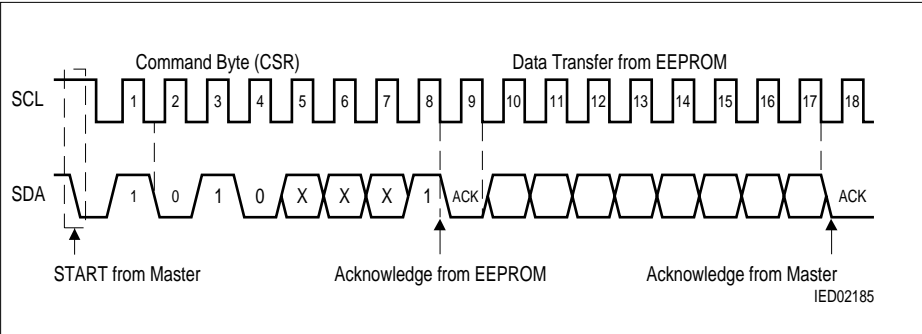 Command Byte (CSR) Data Transfer from EEPROM
SCL 1 2 3 4 5 6 7 8 9 10 11 12 13 14 15 16 17 18
SDA 1 0 1 0 X X X 1 ACK ACK
START from Master Acknowledge from EEPROM Acknowledge from Master
IED02185